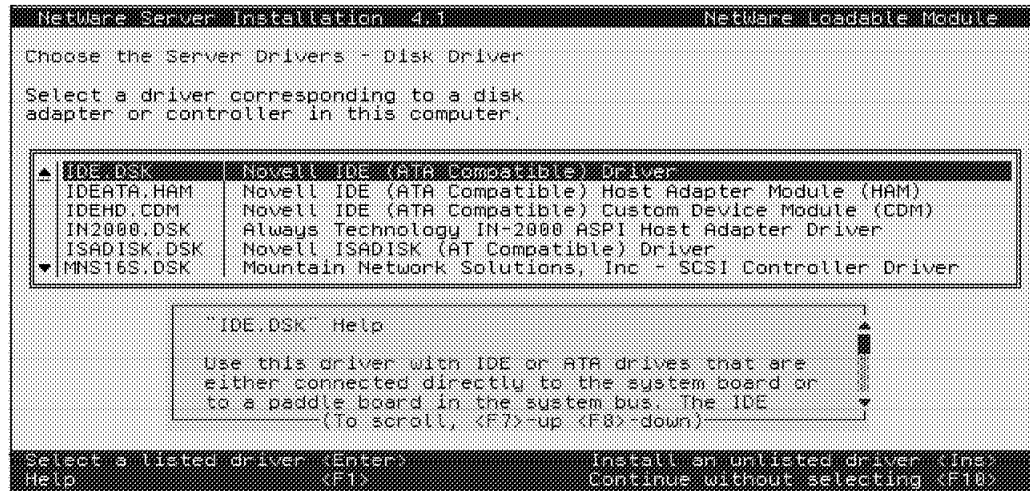 NetWare Server Installation 4.1 NetWare Loadable Module
Choose the Server Drivers - Disk Driver
Select a driver corresponding to a disk
adapter or controller in this computer.
IDE.DSK Novell IDE (ATA Compatible) Driver
IDEATA.HAM Novell IDE (ATA Compatible) Host Adapter Module (HAM)
IDEHD.CDM Novell IDE (ATA Compatible) Custom Device Module (CDM)
IN2000.DSK Always Technology IN-2000 ASPI Host Adapter Driver
ISADISK.DSK Novell ISADISK (AT Compatible) Driver
MNS16S.DSK Mountain Network Solutions, Inc - SCSI Controller Driver
"IDE.DSK" Help
Use this driver with IDE or ATA drives that are
either connected directly to the system board or
to a paddle board in the system bus. The IDE
(To scroll, <F7>-up <F8>-down)
Select a listed driver <Enter> Install an unlisted driver <Ins>
Help <F1> Continue without selecting <F10>